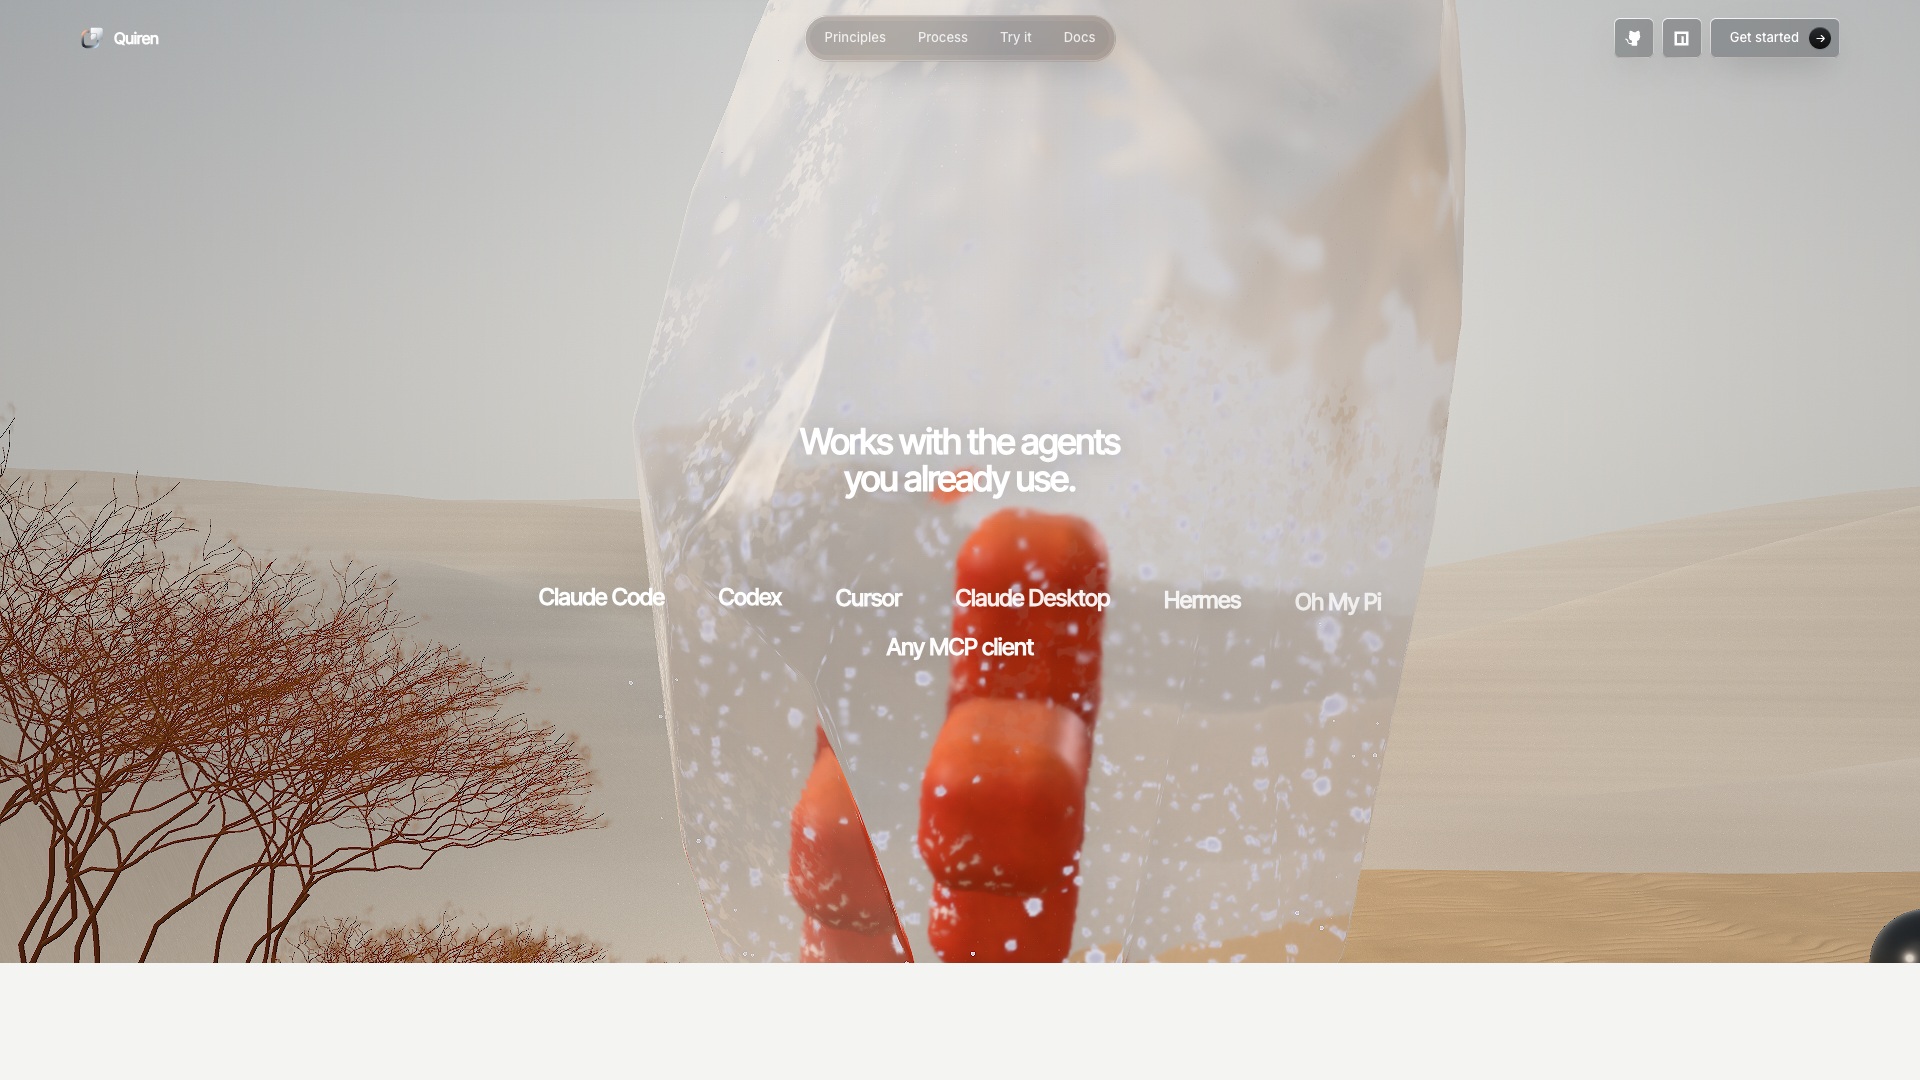 Quiren
Principles Process Try it Docs
Get started
Works with the agents
you already use.
Claude Code Codex Cursor Claude Desktop Hermes Oh My Pi
Any MCP client